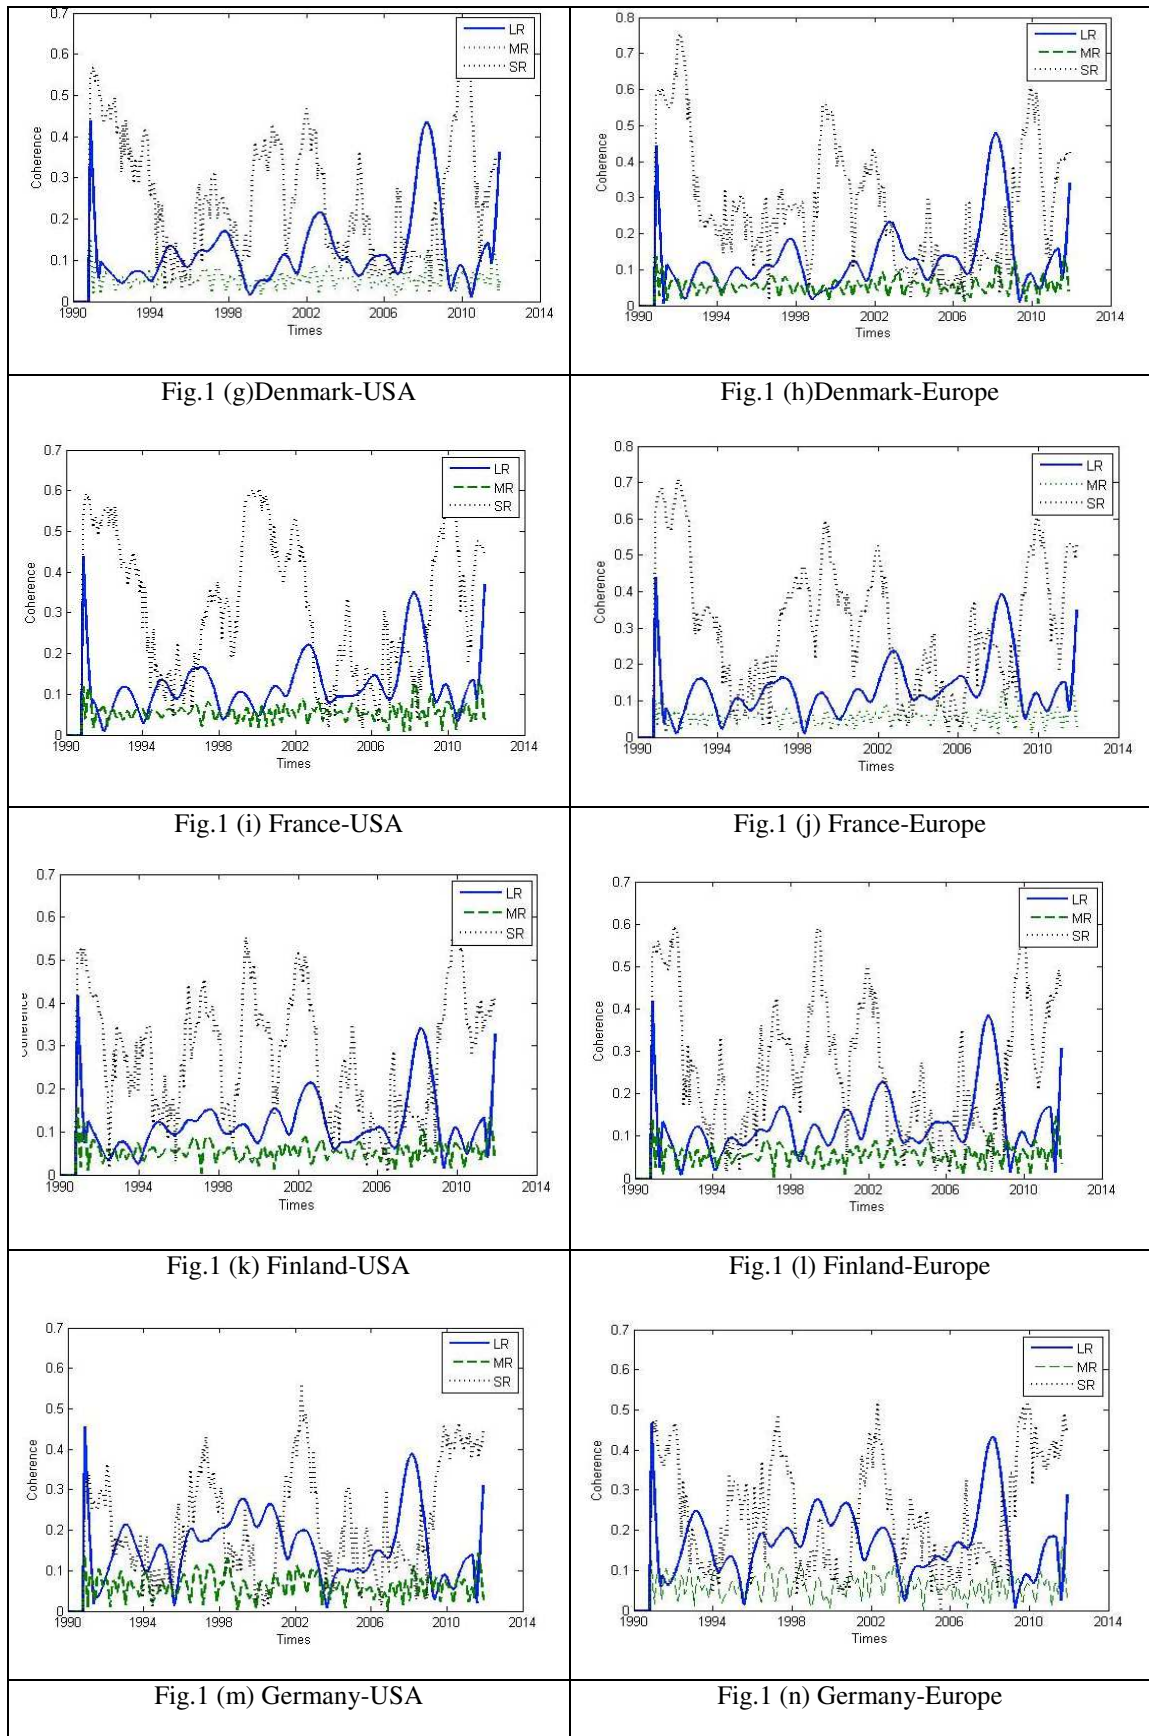 0.7
0.6
0.5
0.4
0.3
0.2
0.1
0
Coherence
LR
MR
SR
1990 1994 1998 2002 2006 2010 2014
Times
Fig.1 (g)Denmark-USA
0.8
0.7
0.6
0.5
0.4
0.3
0.2
0.1
0
Coherence
LR
MR
SR
1990 1994 1998 2002 2006 2010 2014
Times
Fig.1 (h)Denmark-Europe
0.7
0.6
0.5
0.4
0.3
0.2
0.1
0
Coherence
LR
MR
SR
1990 1994 1998 2002 2006 2010 2014
Times
Fig.1 (i) France-USA
0.8
0.7
0.6
0.5
0.4
0.3
0.2
0.1
0
Coherence
LR
MR
SR
1990 1994 1998 2002 2006 2010 2014
Times
Fig.1 (j) France-Europe
0.7
0.6
0.5
0.4
0.3
0.2
0.1
0
Coherence
LR
MR
SR
1990 1994 1998 2002 2006 2010 2014
Times
Fig.1 (k) Finland-USA
0.7
0.6
0.5
0.4
0.3
0.2
0.1
0
Coherence
LR
MR
SR
1990 1994 1998 2002 2006 2010 2014
Times
Fig.1 (l) Finland-Europe
0.7
0.6
0.5
0.4
0.3
0.2
0.1
0
Coherence
LR
MR
SR
1990 1994 1998 2002 2006 2010 2014
Times
Fig.1 (m) Germany-USA
0.7
0.6
0.5
0.4
0.3
0.2
0.1
0
Coherence
LR
MR
SR
1990 1994 1998 2002 2006 2010 2014
Times
Fig.1 (n) Germany-Europe